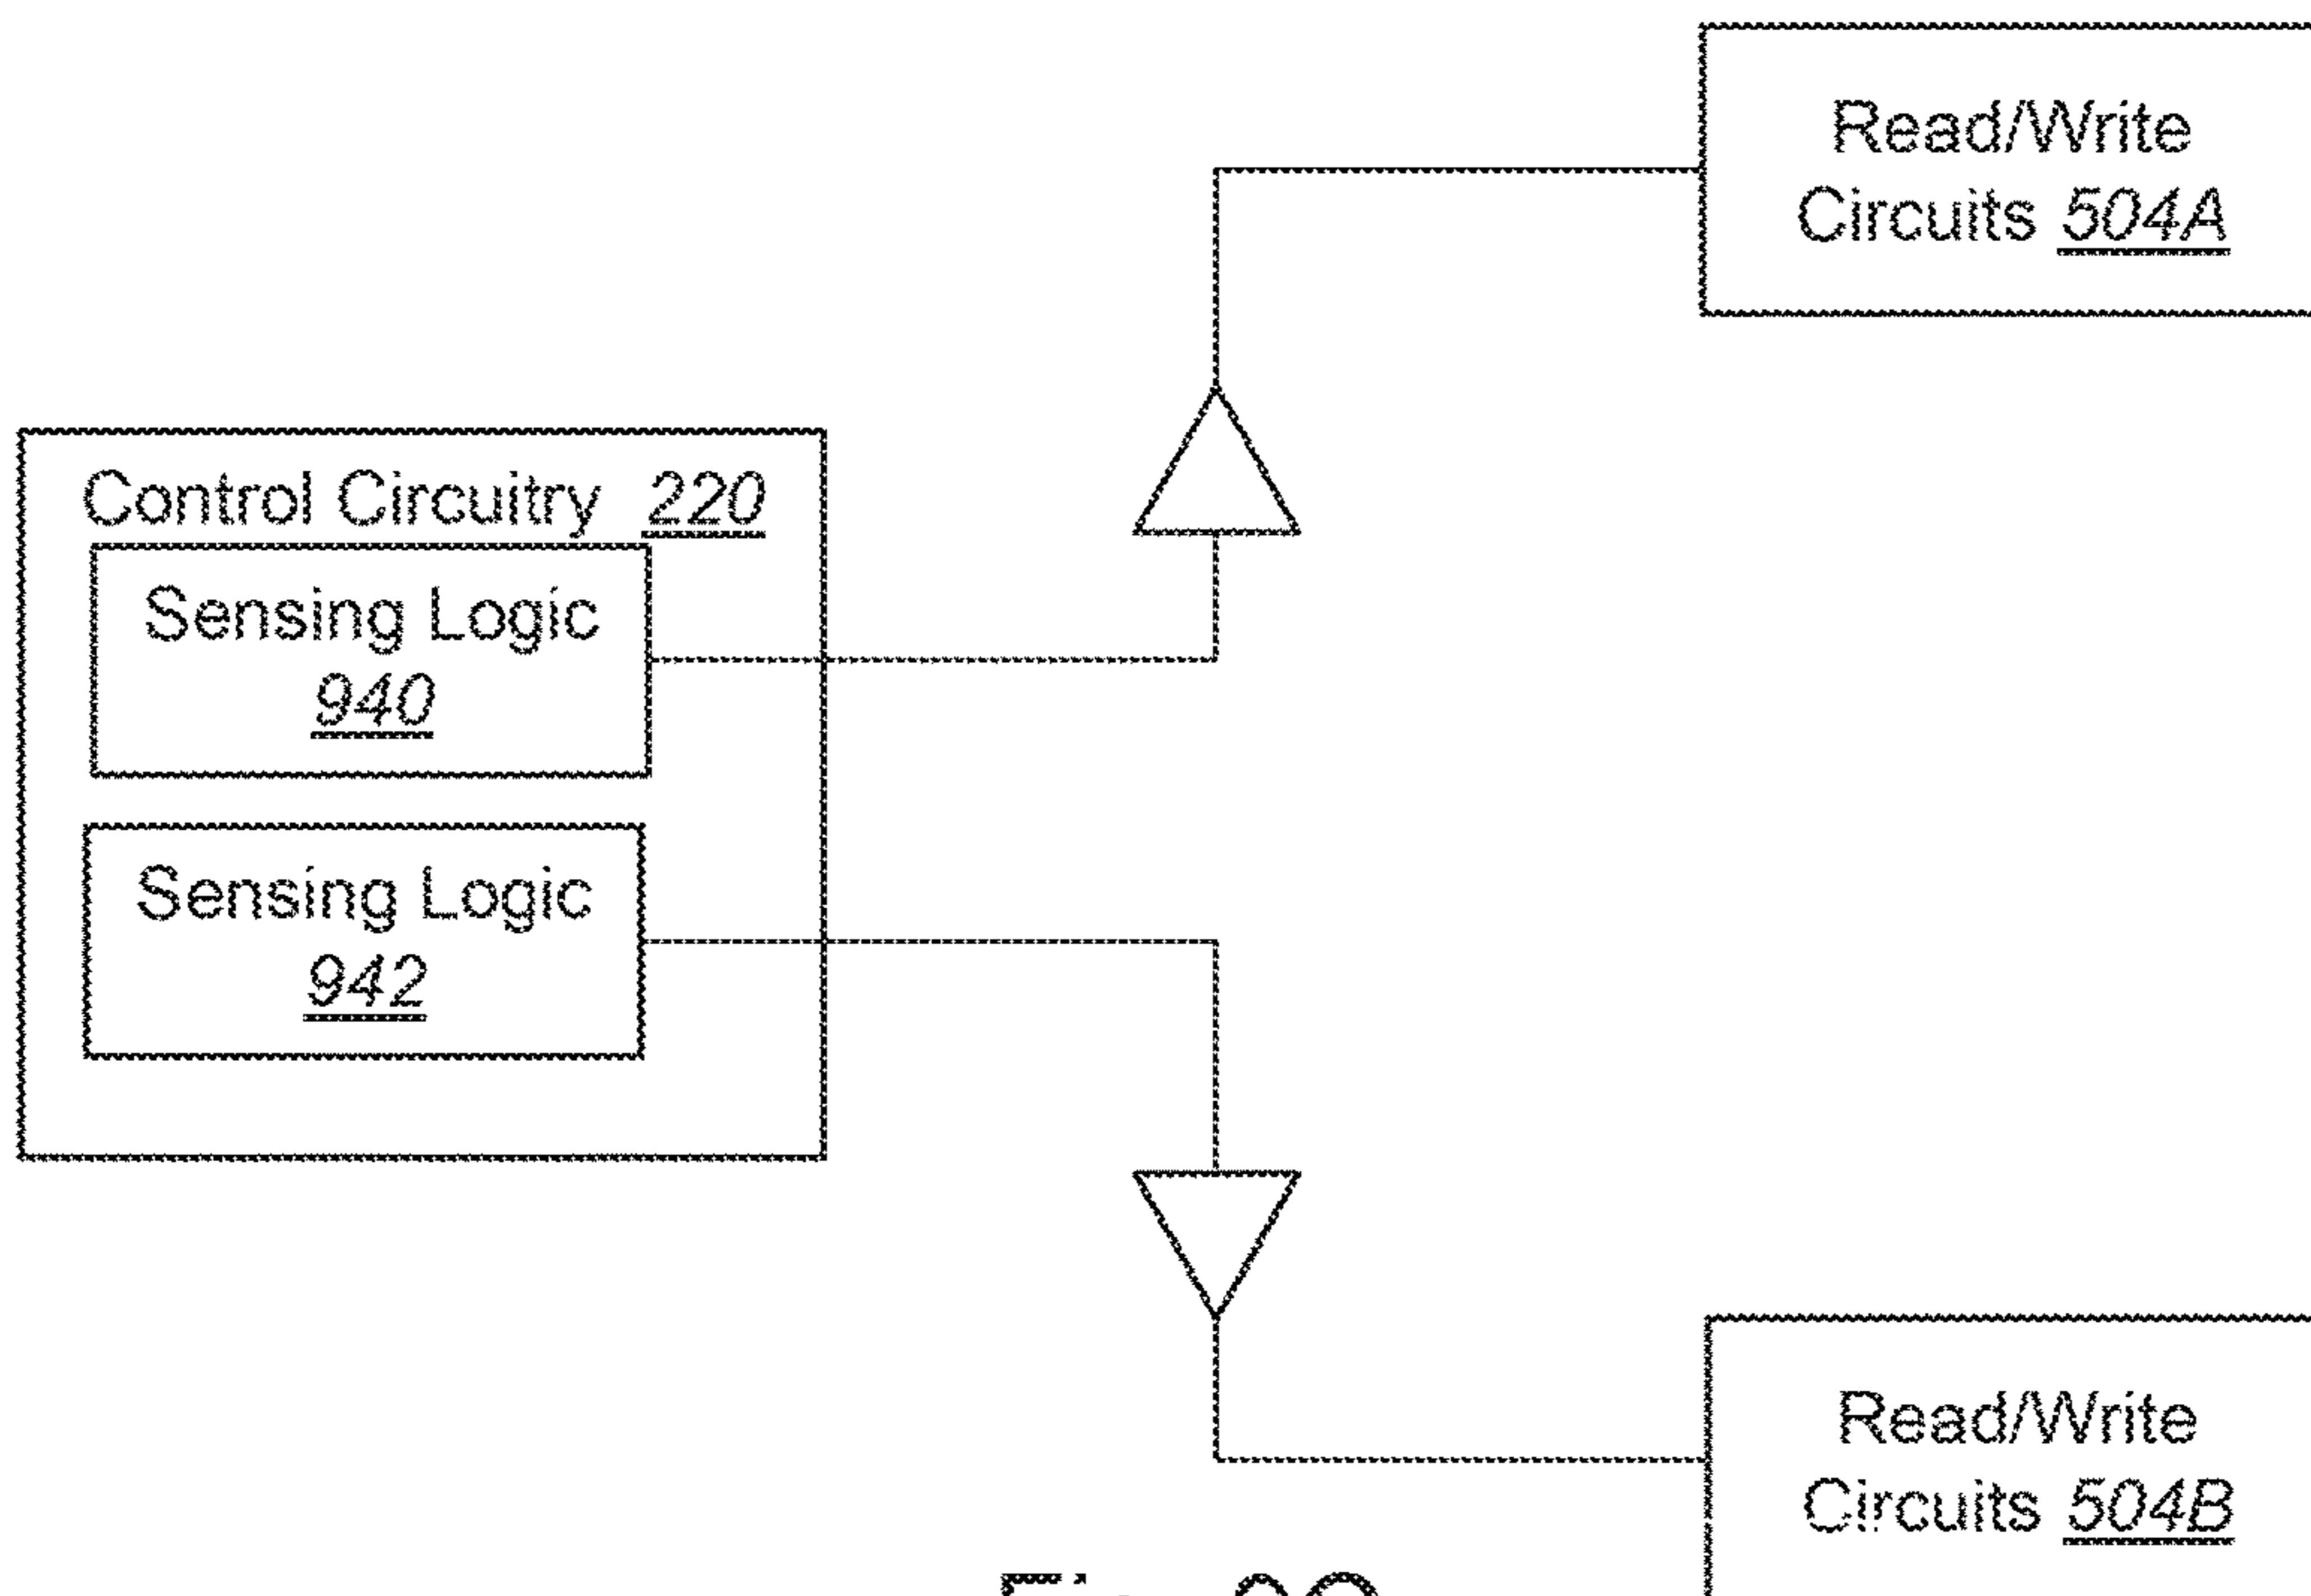 Read/Write
Circuits 504A
Control Circuitry 220
Sensing Logic
940
Sensing Logic
942
Read/Write
Circuits 504B